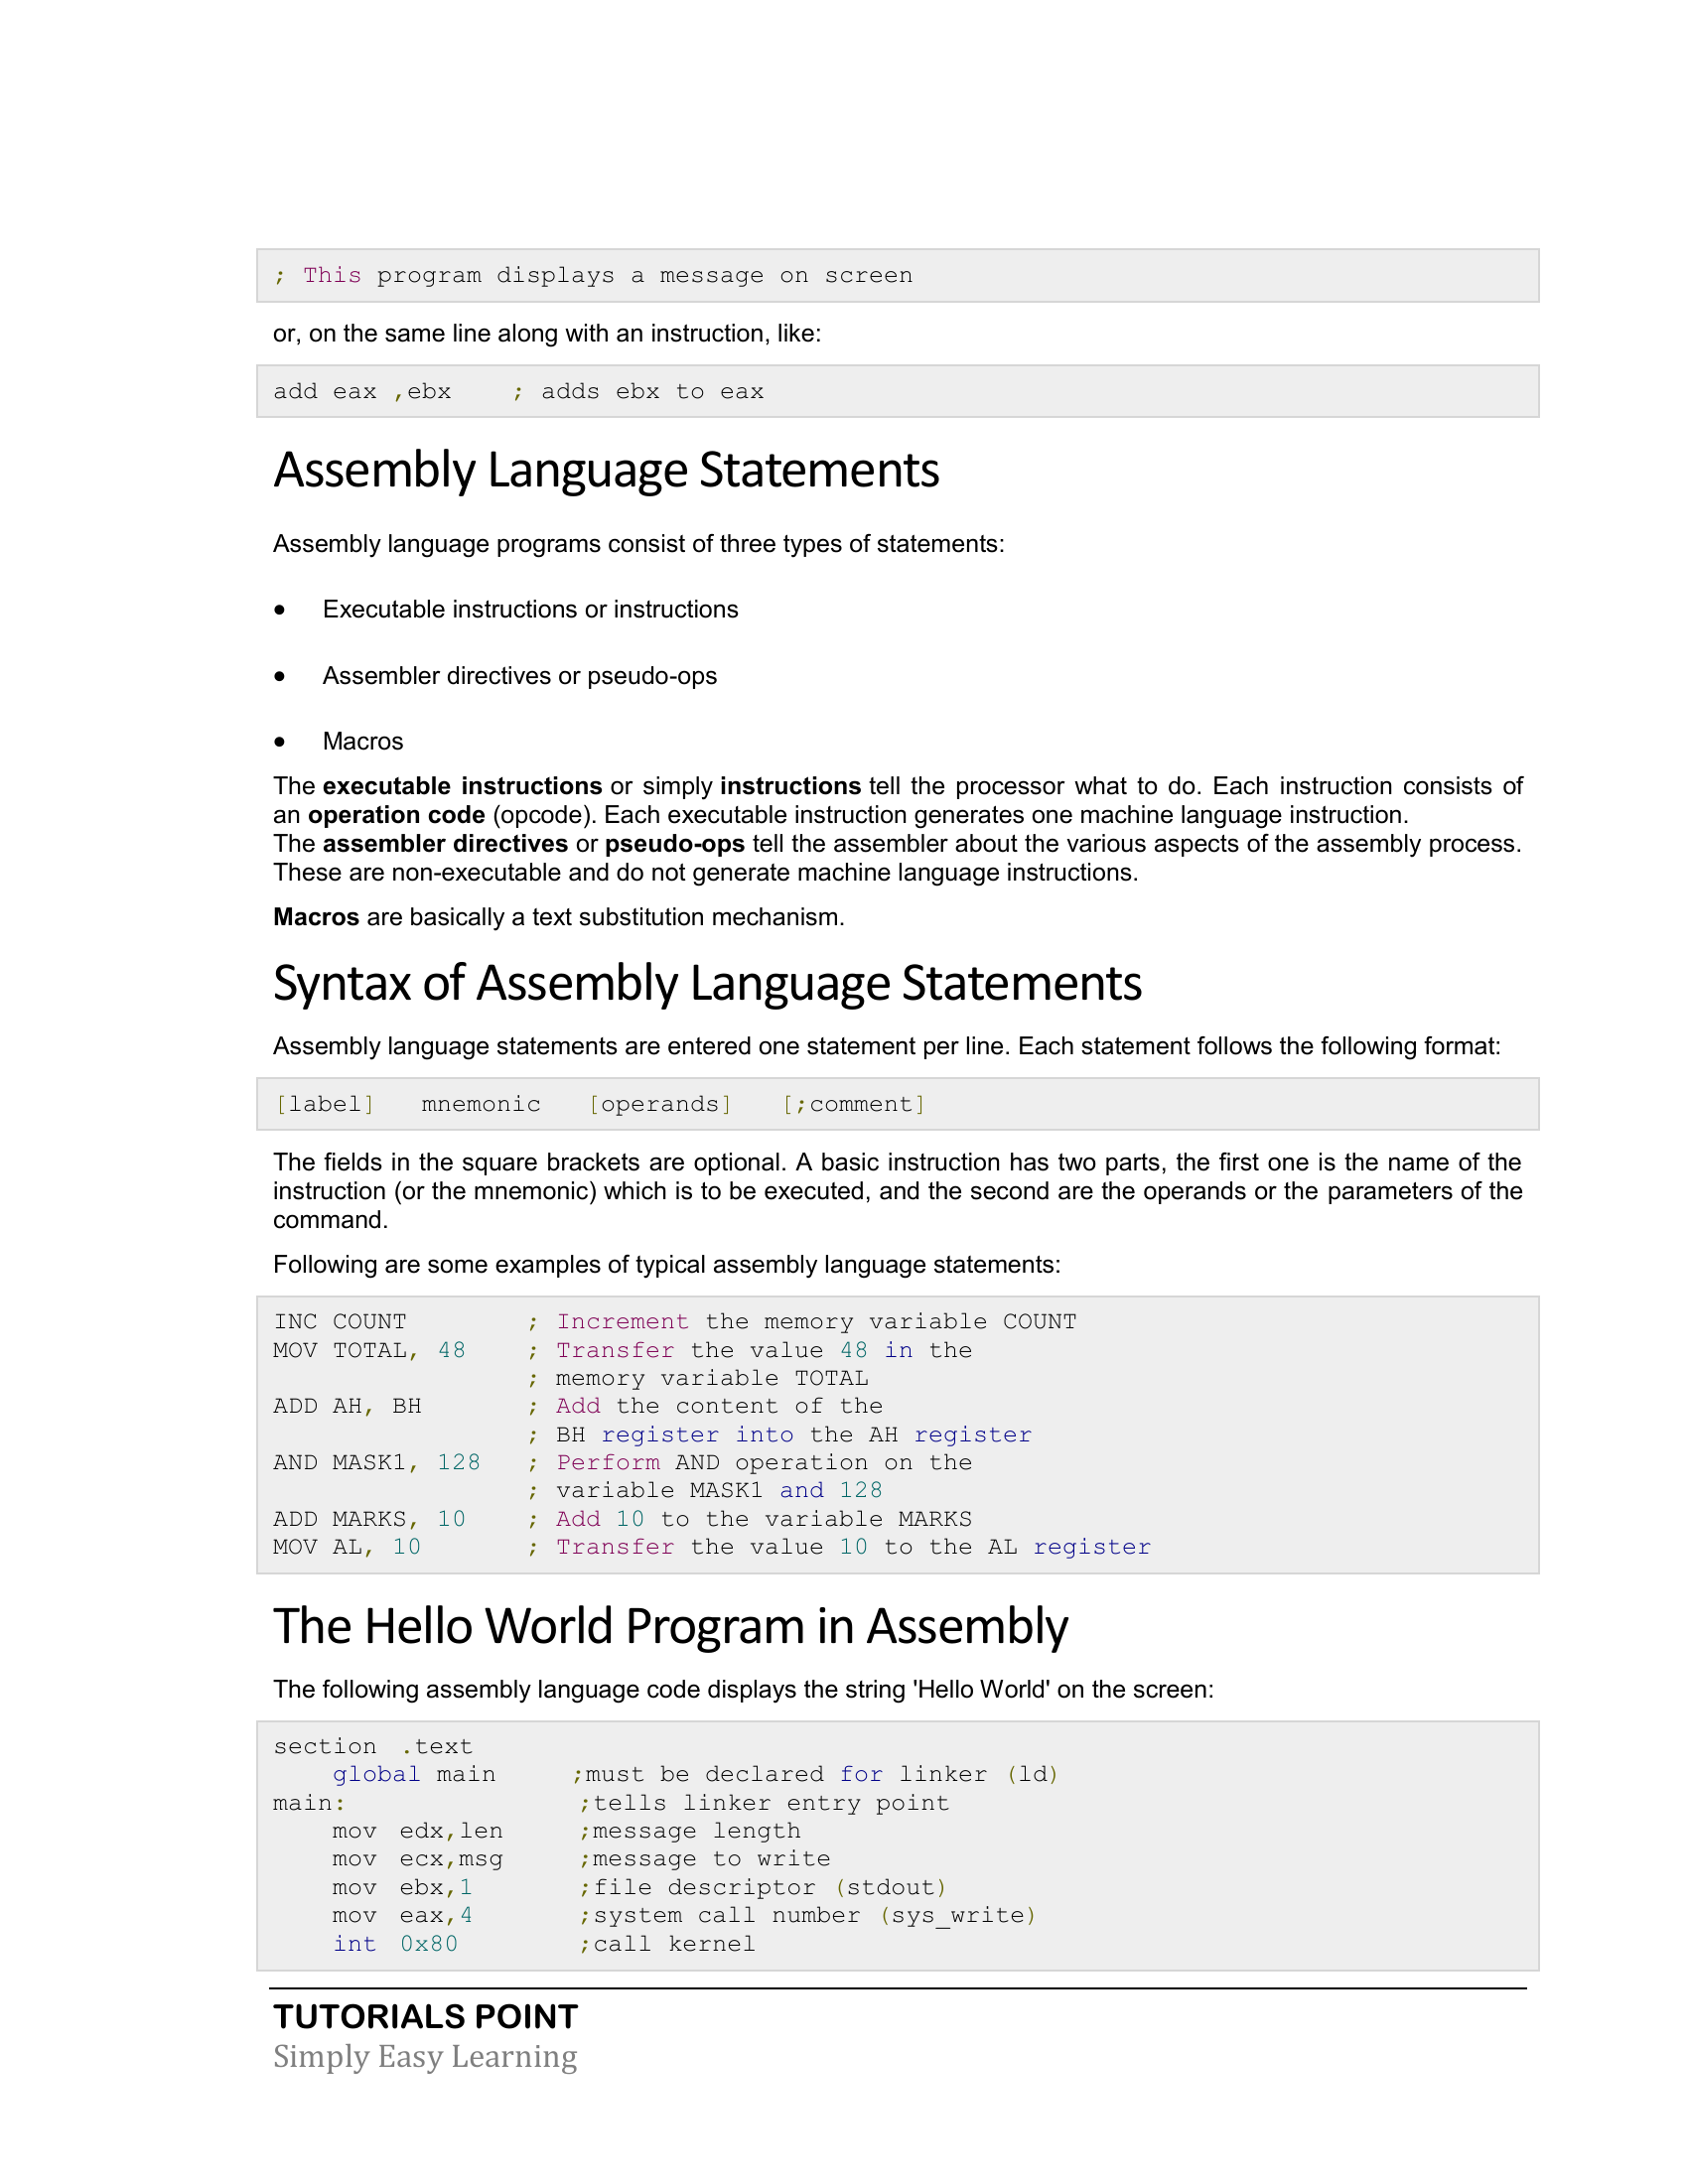 ; This program displays a message on screen
or, on the same line along with an instruction, like:
add eax ,ebx    ; adds ebx to eax
Assembly Language Statements
Assembly language programs consist of three types of statements:
• Executable instructions or instructions
• Assembler directives or pseudo-ops
• Macros
The executable instructions or simply instructions tell the processor what to do. Each instruction consists of
an operation code (opcode). Each executable instruction generates one machine language instruction.
The assembler directives or pseudo-ops tell the assembler about the various aspects of the assembly process.
These are non-executable and do not generate machine language instructions.
Macros are basically a text substitution mechanism.
Syntax of Assembly Language Statements
Assembly language statements are entered one statement per line. Each statement follows the following format:
[label]   mnemonic   [operands]   [;comment]
The fields in the square brackets are optional. A basic instruction has two parts, the first one is the name of the
instruction (or the mnemonic) which is to be executed, and the second are the operands or the parameters of the
command.
Following are some examples of typical assembly language statements:
INC COUNT        ; Increment the memory variable COUNT
MOV TOTAL, 48    ; Transfer the value 48 in the
                 ; memory variable TOTAL
ADD AH, BH       ; Add the content of the
                 ; BH register into the AH register
AND MASK1, 128   ; Perform AND operation on the
                 ; variable MASK1 and 128
ADD MARKS, 10    ; Add 10 to the variable MARKS
MOV AL, 10       ; Transfer the value 10 to the AL register
The Hello World Program in Assembly
The following assembly language code displays the string 'Hello World' on the screen:
section .text
    global main     ;must be declared for linker (ld)
main:               ;tells linker entry point
    mov edx,len     ;message length
    mov ecx,msg     ;message to write
    mov ebx,1       ;file descriptor (stdout)
    mov eax,4       ;system call number (sys_write)
    int 0x80        ;call kernel
TUTORIALS POINT
Simply Easy Learning